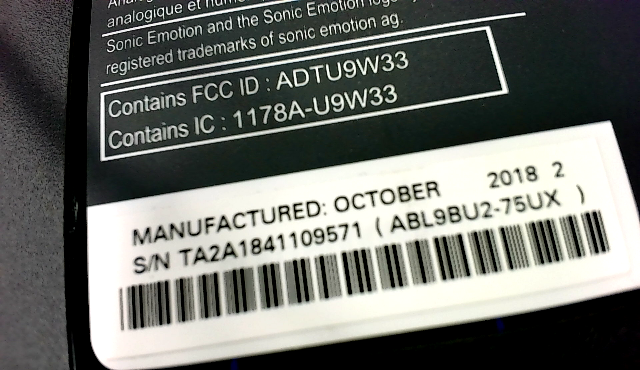 analogique et num
Sonic Emotion and the Sonic Emotion logo
registered trademarks of sonic emotion ag.
Contains FCC ID : ADTU9W33
Contains IC : 1178A-U9W33
MANUFACTURED: OCTOBER 2018 2
S/N TA2A1841109571 ( ABL9BU2-75UX )